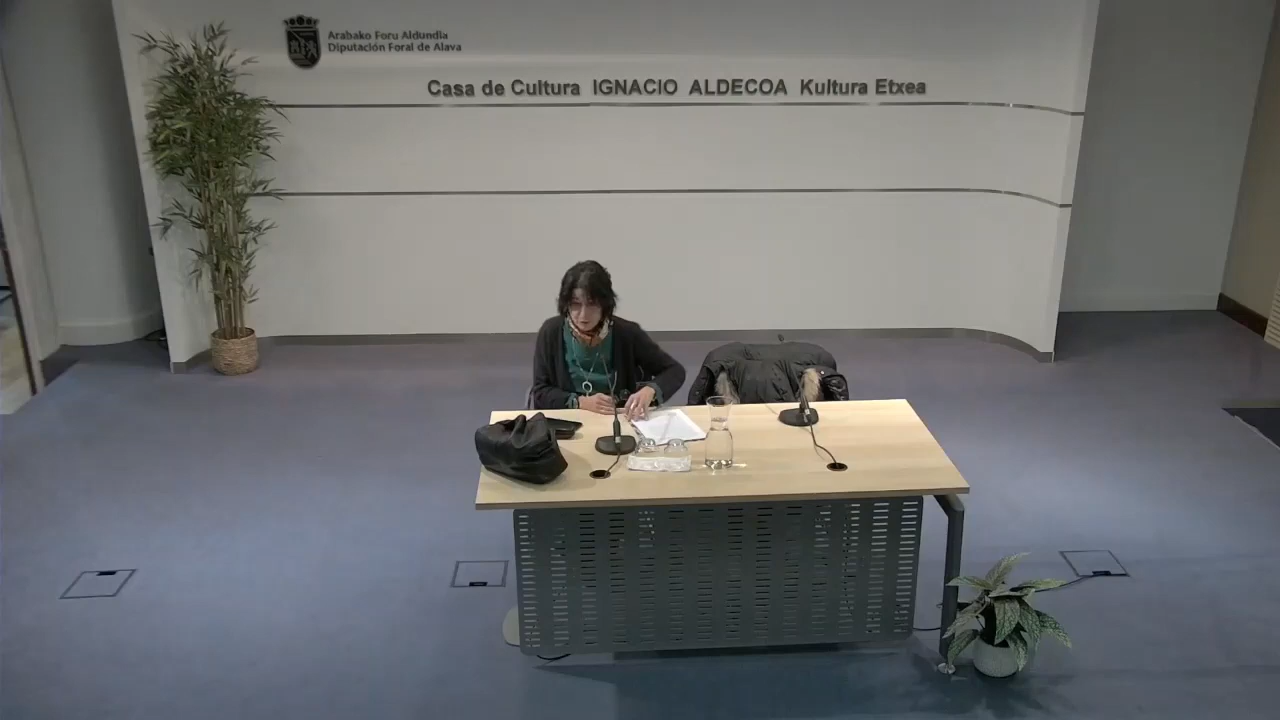 Arabako Foru Aldundia
Diputación Foral de Alava
Casa de Cultura IGNACIO ALDECOA Kultura Etxea